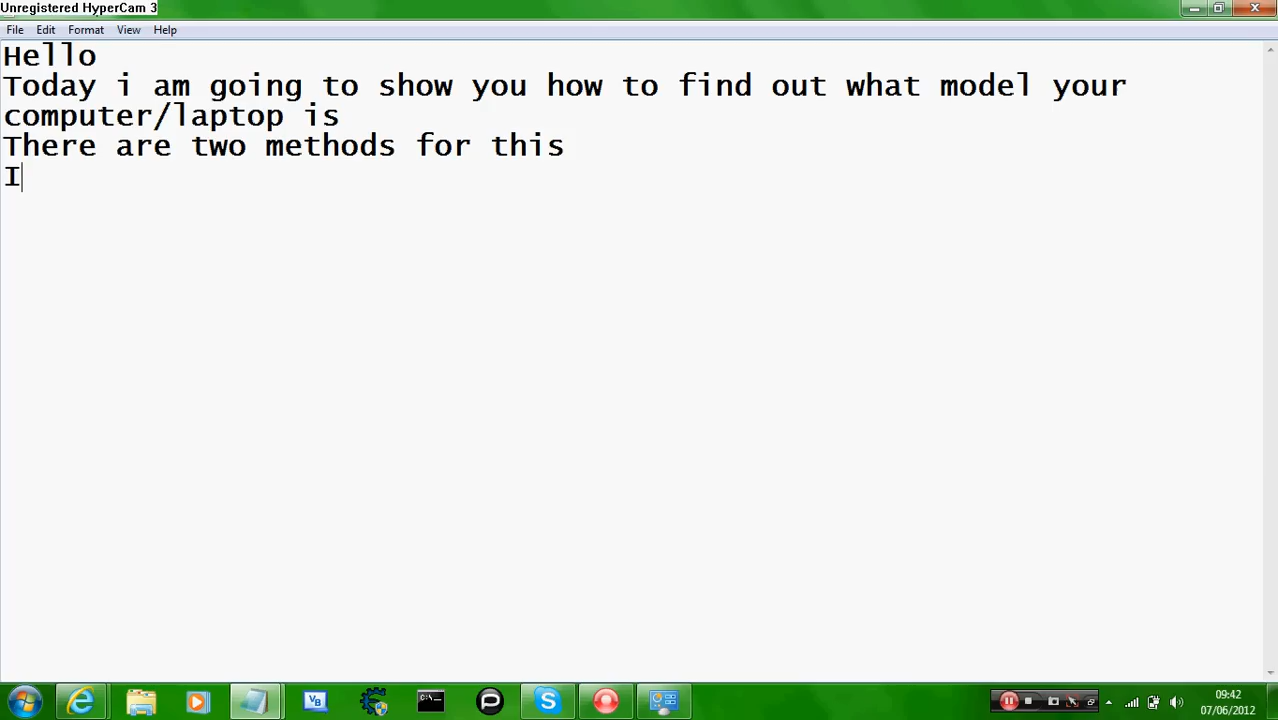 Unregistered HyperCam 3
File Edit Format View Help
Hello
Today i am going to show you how to find out what model your
computer/laptop is
There are two methods for this
I
VB
C:\
09:42
07/06/2012